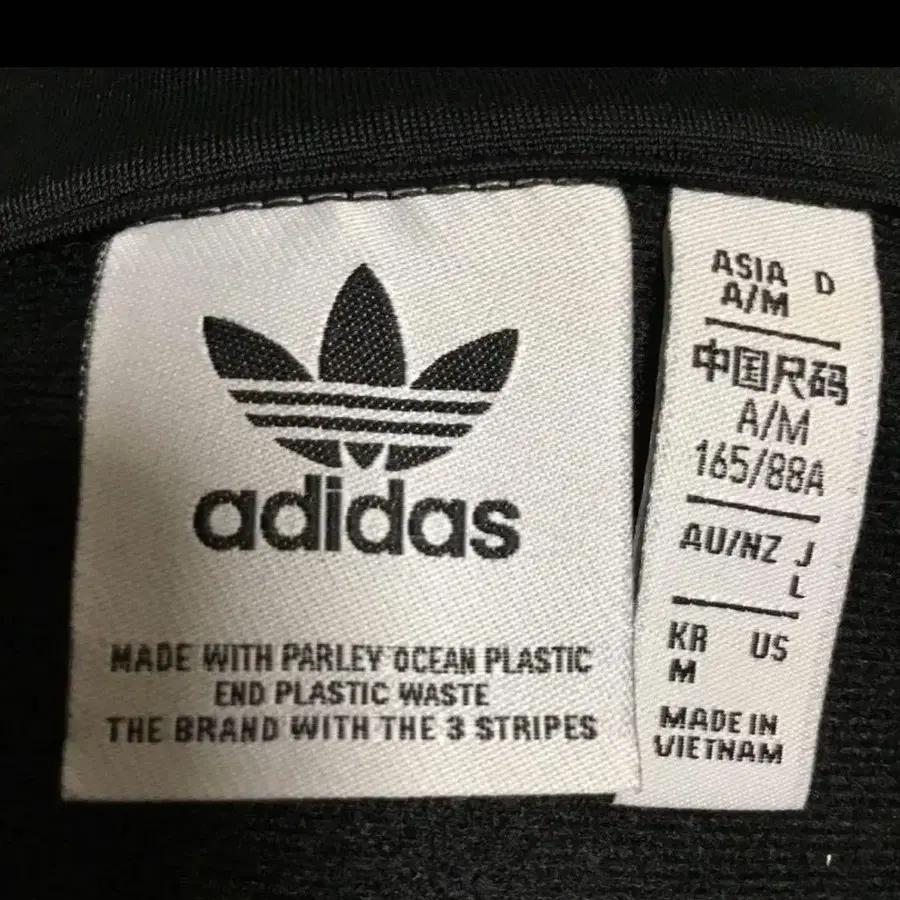 adidas
MADE WITH PARLEY OCEAN PLASTIC
END PLASTIC WASTE
THE BRAND WITH THE 3 STRIPES
ASIA D
A/M
中国尺码
A/M
165/88A
AU/NZ J
L
KR US
M
MADE IN
VIETNAM